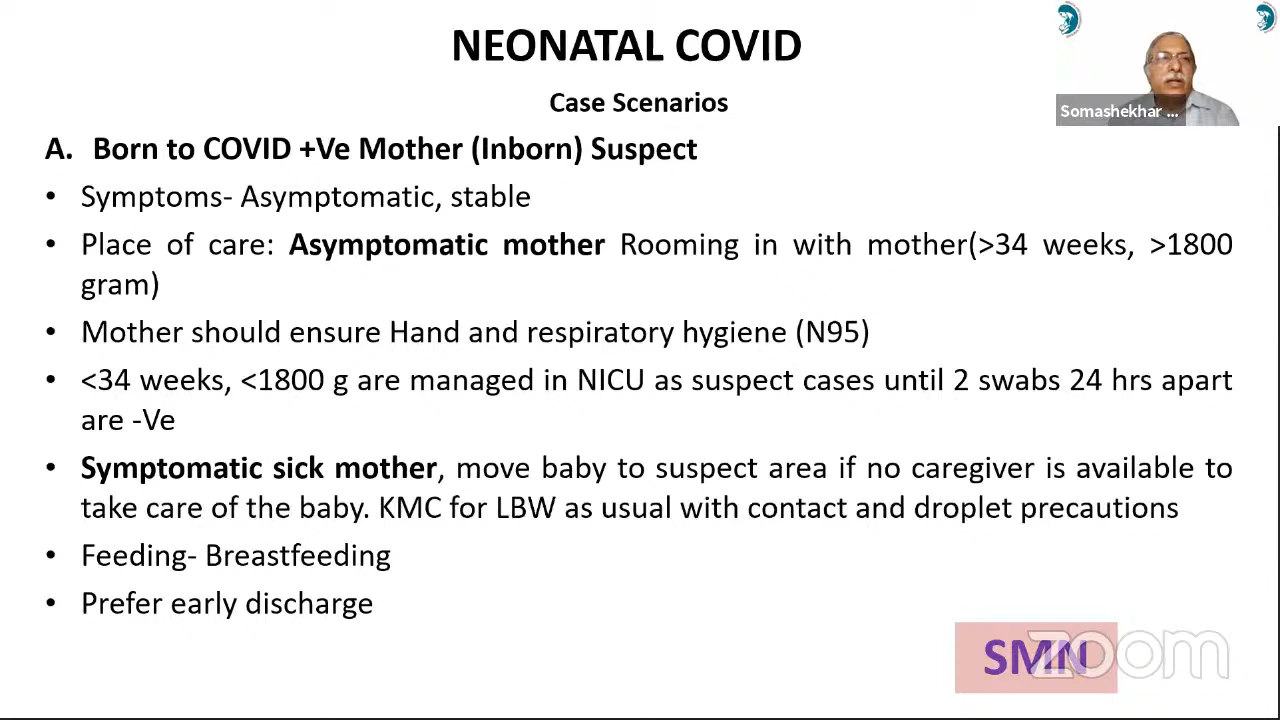 NEONATAL COVID
Case Scenarios
A. Born to COVID +Ve Mother (Inborn) Suspect
• Symptoms- Asymptomatic, stable
• Place of care: Asymptomatic mother Rooming in with mother(>34 weeks, >1800
gram)
• Mother should ensure Hand and respiratory hygiene (N95)
• <34 weeks, <1800 g are managed in NICU as suspect cases until 2 swabs 24 hrs apart
are -Ve
• Symptomatic sick mother, move baby to suspect area if no caregiver is available to
take care of the baby. KMC for LBW as usual with contact and droplet precautions
• Feeding- Breastfeeding
• Prefer early discharge
Somashekhar ...
SMN
zoom